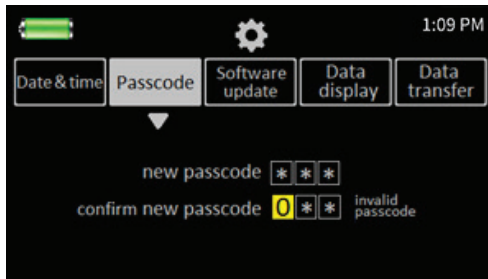 1:09 PM
Date & time Passcode Software update Data display Data transfer
new passcode * * *
confirm new passcode 0 * * invalid passcode